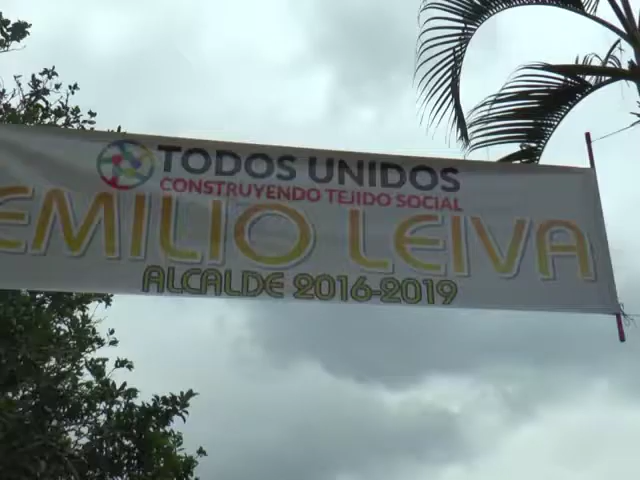 TODOS UNIDOS
CONSTRUYENDO TEJIDO SOCIAL
EMILIO LEIVA
ALCALDE 2016-2019